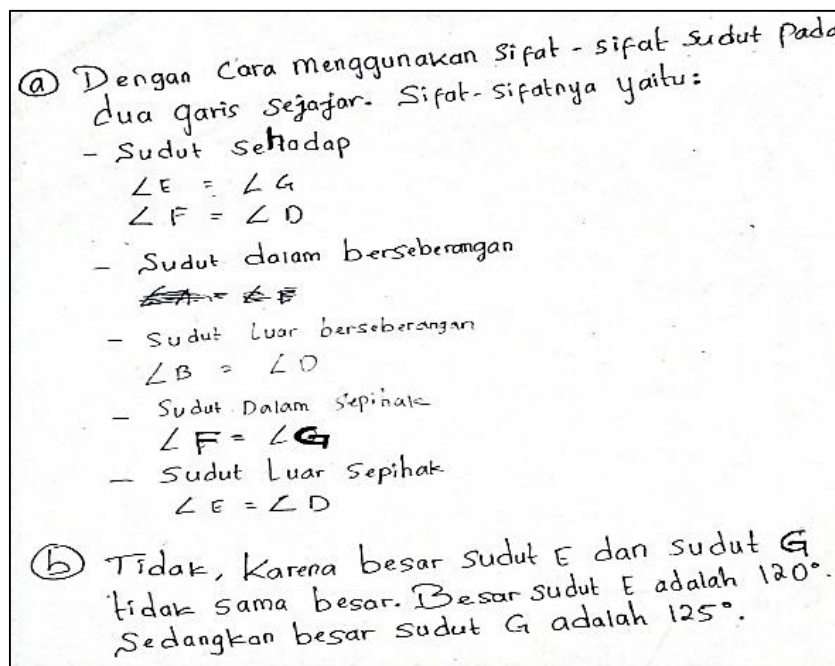 ⓐ Dengan Cara menggunakan Sifat - sifat Sudut Pada
dua garis sejajar. Sifat-Sifatnya yaitu:
- Sudut sehadap
∠E = ∠G
∠F = ∠D
- Sudut dalam berseberangan
- Sudut Luar berseberangan
∠B = ∠D
- Sudut Dalam Sepihak
∠F = ∠G
- Sudut Luar Sepihak
∠E = ∠D
ⓑ Tidak, Karena besar sudut E dan sudut G
tidak sama besar. Besar sudut E adalah 120°.
Sedangkan besar sudut G adalah 125°.